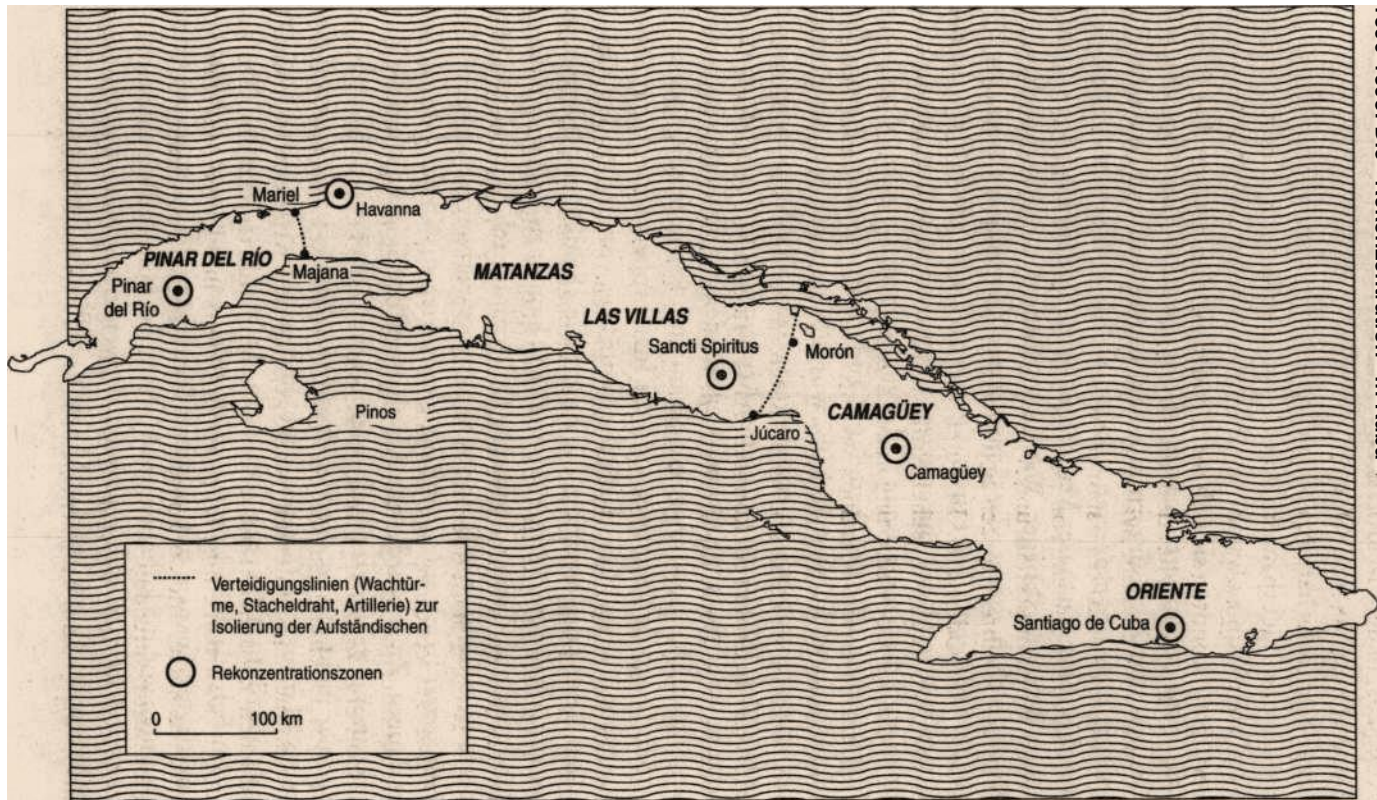 Mariel
Havanna
PINAR DEL RÍO
Majana
Pinar
del Río
MATANZAS
LAS VILLAS
Sancti Spiritus
Morón
Pinos
CAMAGÜEY
Júcaro
Camagüey
ORIENTE
Santiago de Cuba
Verteidigungslinien (Wachtür-
me, Stacheldraht, Artillerie) zur
Isolierung der Aufständischen
Rekonzentrationszonen
0 100 km